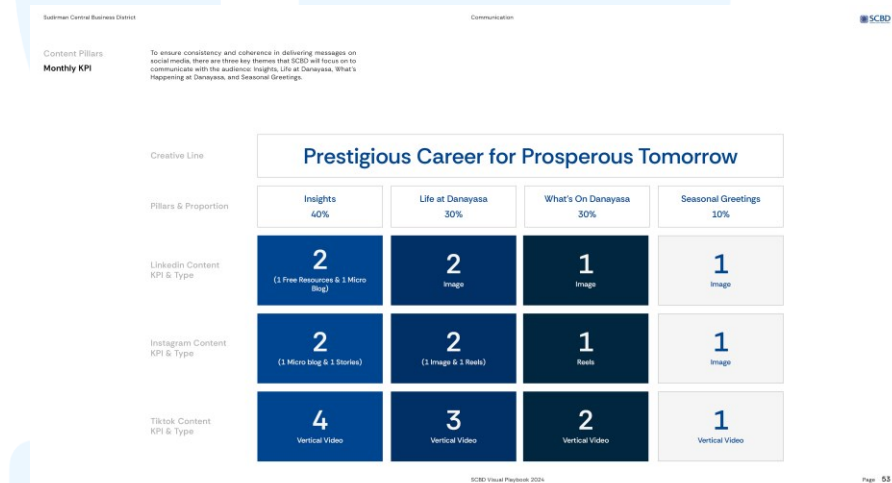 Sudirman Central Business District
Communication
SCBD
Content Pillars
Monthly KPI
To ensure consistency and coherence in delivering messages on
social media, there are three key themes that SCBD will focus on to
communicate with the audience: Insights, Life at Danayasa, What's
Happening at Danayasa, and Seasonal Greetings.
Creative Line
Prestigious Career for Prosperous Tomorrow
Pillars & Proportion
Insights
40%
Life at Danayasa
30%
What's On Danayasa
30%
Seasonal Greetings
10%
Linkedin Content
KPI & Type
2
(1 Free Resources & 1 Micro
Blog)
2
Image
1
Image
1
Image
Instagram Content
KPI & Type
2
(1 Micro blog & 1 Stories)
2
(1 Image & 1 Reels)
1
Reels
1
Image
Tiktok Content
KPI & Type
4
Vertical Video
3
Vertical Video
2
Vertical Video
1
Vertical Video
SCBD Visual Playbook 2024
Page 53